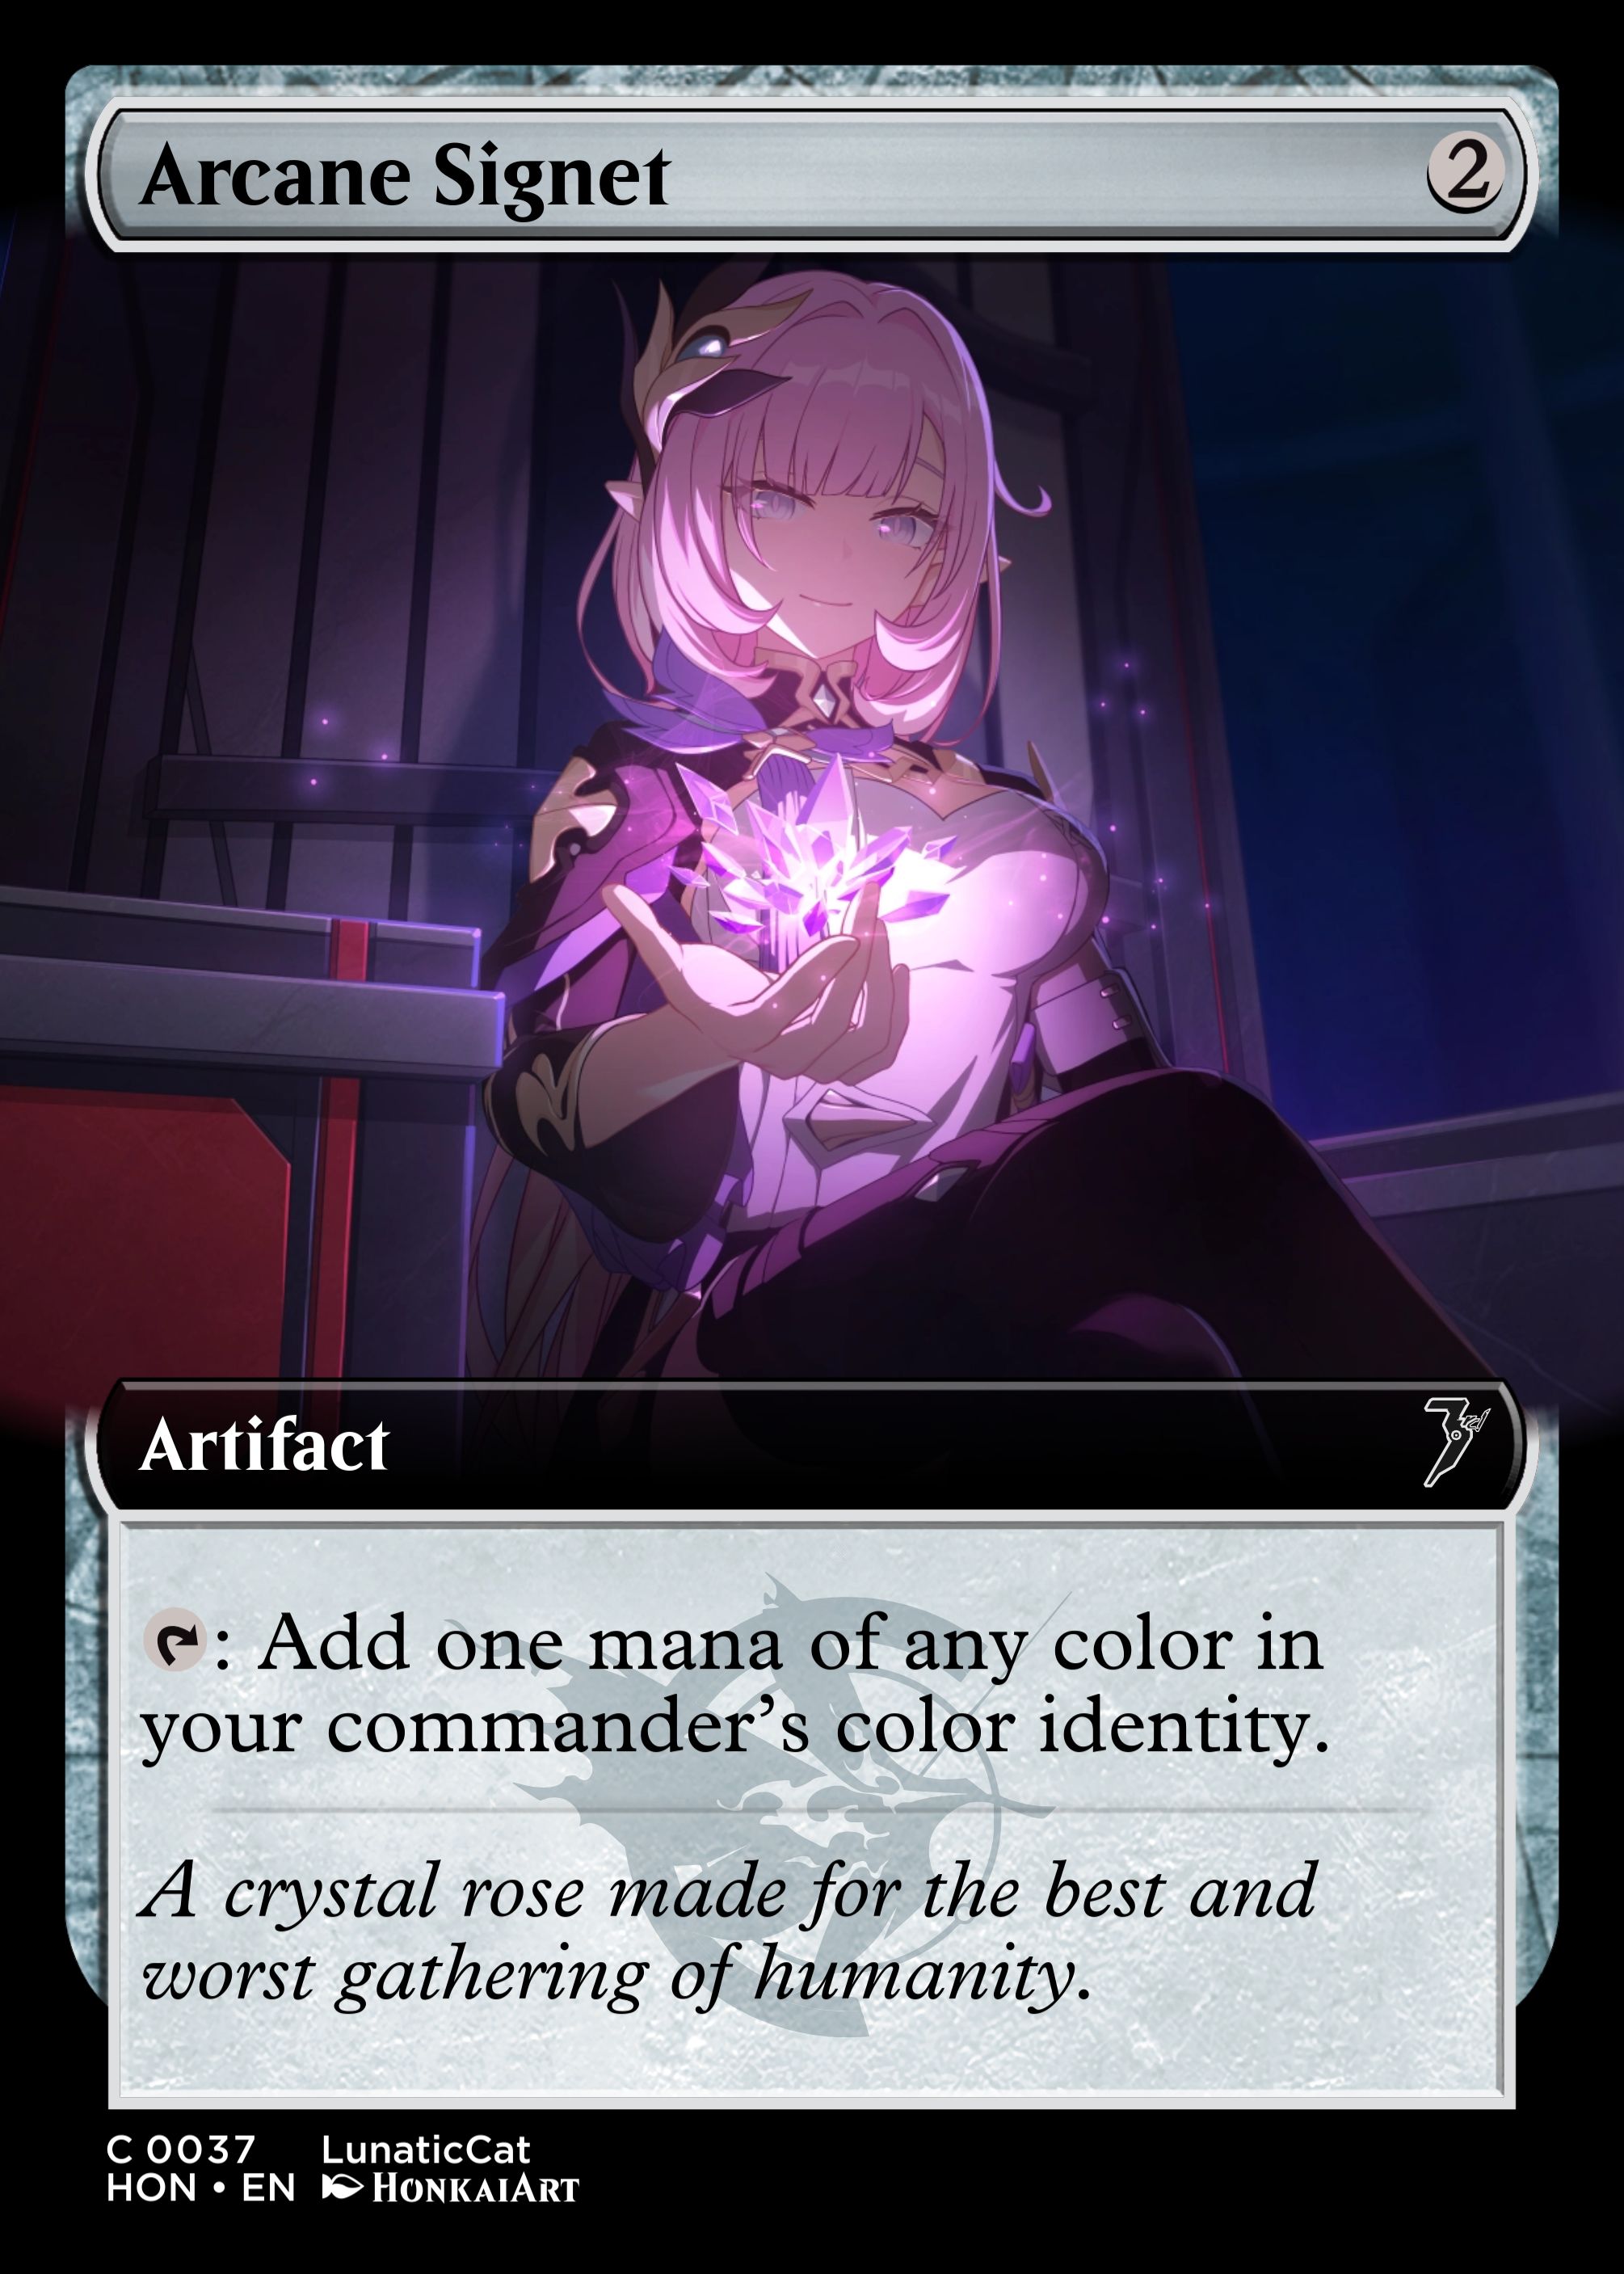 Arcane Signet 2
Artifact
: Add one mana of any color in
your commander’s color identity.
A crystal rose made for the best and
worst gathering of humanity.
C 0037 LunaticCat
HON • EN HonkaiArt